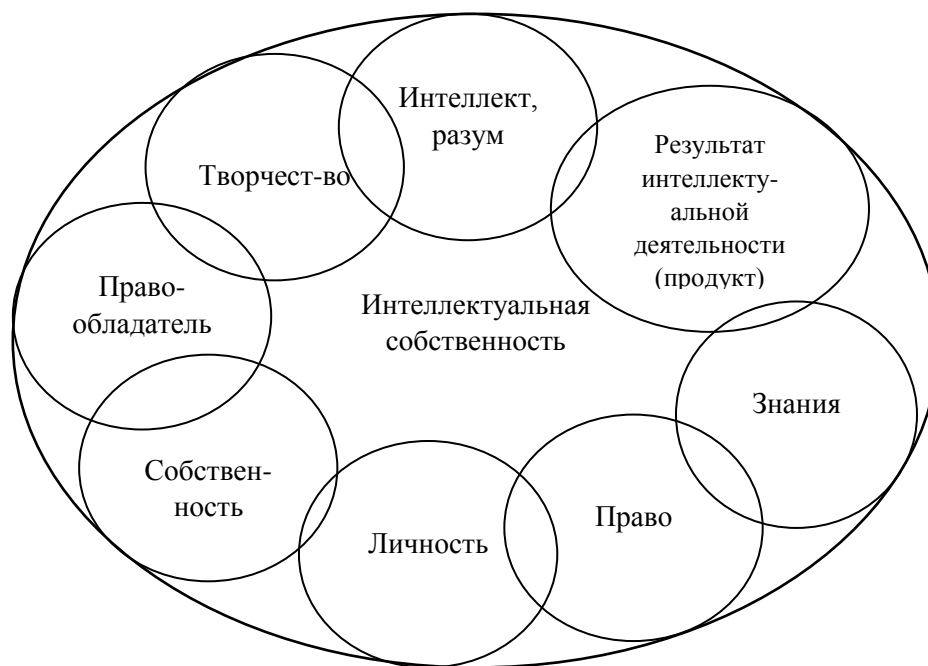 Интеллект,
разум
Результат
интеллекту-
альной
деятельности
(продукт)
Творчест-во
Право-
обладатель
Интеллектуальная
собственность
Знания
Собствен-
ность
Право
Личность